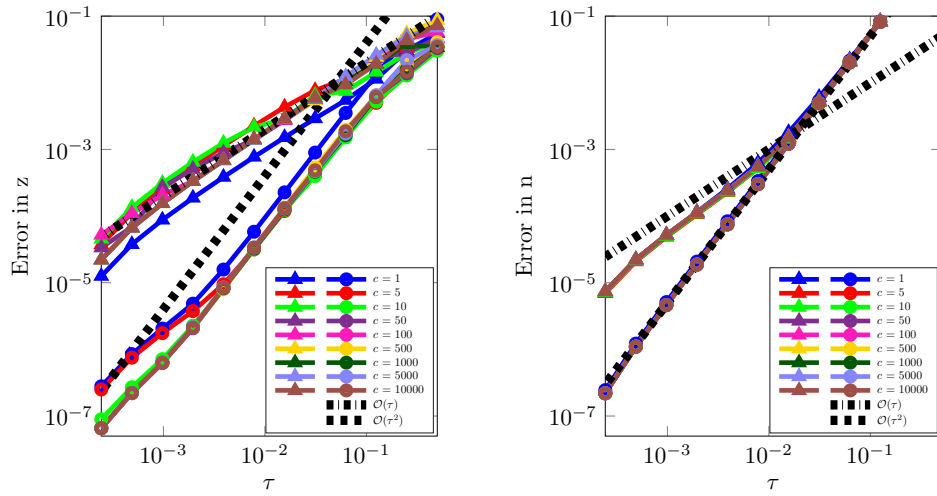 10⁻¹
10⁻³
10⁻⁵
10⁻⁷
Error in z
10⁻³
10⁻²
10⁻¹
τ
c = 1
c = 5
c = 10
c = 50
c = 100
c = 500
c = 1000
c = 5000
c = 10000
𝒪(τ)
𝒪(τ²)
10⁻¹
10⁻³
10⁻⁵
10⁻⁷
Error in n
10⁻³
10⁻²
10⁻¹
τ
c = 1
c = 5
c = 10
c = 50
c = 100
c = 500
c = 1000
c = 5000
c = 10000
𝒪(τ)
𝒪(τ²)